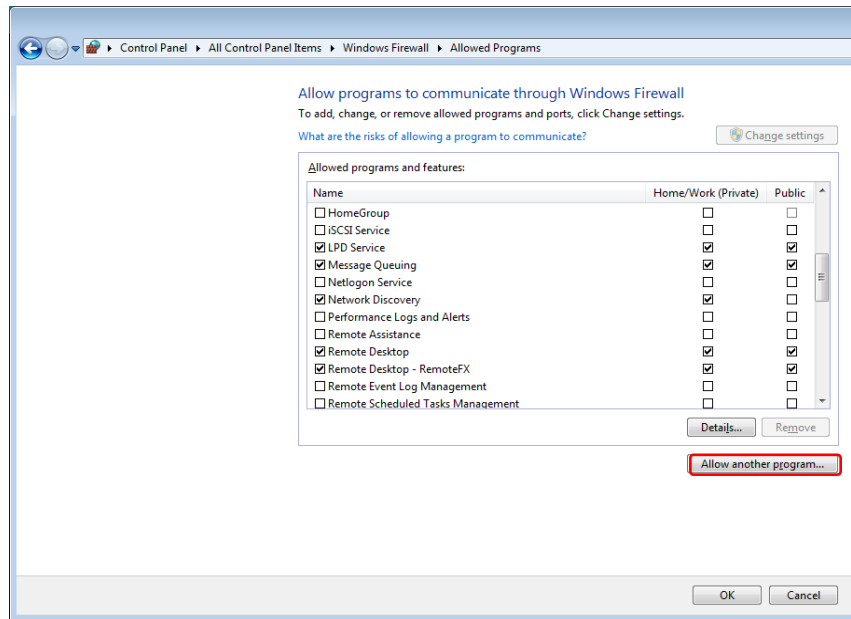 Control Panel ▸ All Control Panel Items ▸ Windows Firewall ▸ Allowed Programs
Allow programs to communicate through Windows Firewall
To add, change, or remove allowed programs and ports, click Change settings.
What are the risks of allowing a program to communicate?
Change settings
Allowed programs and features:
Name Home/Work (Private) Public
HomeGroup
iSCSI Service
LPD Service
Message Queuing
Netlogon Service
Network Discovery
Performance Logs and Alerts
Remote Assistance
Remote Desktop
Remote Desktop - RemoteFX
Remote Event Log Management
Remote Scheduled Tasks Management
Details... Remove
Allow another program...
OK Cancel